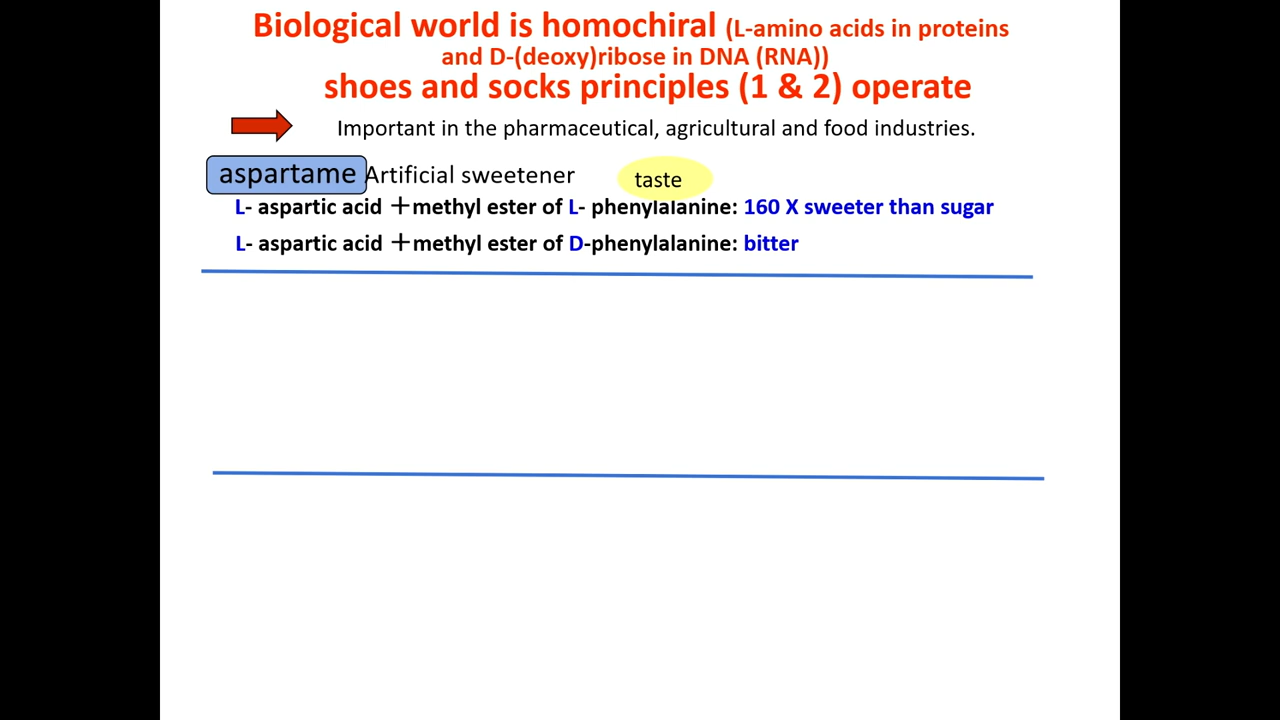 Biological world is homochiral (L-amino acids in proteins
and D-(deoxy)ribose in DNA (RNA))
shoes and socks principles (1 & 2) operate
Important in the pharmaceutical, agricultural and food industries.
aspartame Artificial sweetener taste
L- aspartic acid +methyl ester of L- phenylalanine: 160 X sweeter than sugar
L- aspartic acid +methyl ester of D-phenylalanine: bitter